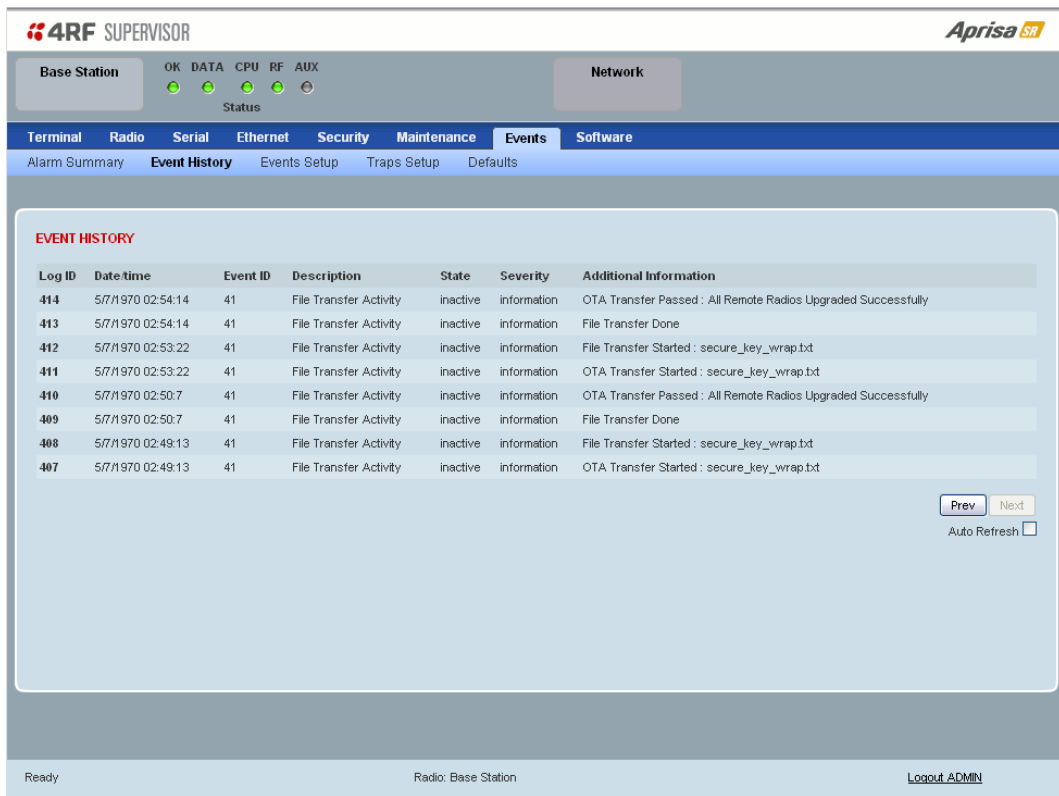 4RF SUPERVISOR
Aprisa SR
Base Station
OK DATA CPU RF AUX
Status
Network
Terminal Radio Serial Ethernet Security Maintenance Events Software
Alarm Summary Event History Events Setup Traps Setup Defaults
EVENT HISTORY
Log ID Date/time Event ID Description State Severity Additional Information
414 5/7/1970 02:54:14 41 File Transfer Activity inactive information OTA Transfer Passed : All Remote Radios Upgraded Successfully
413 5/7/1970 02:54:14 41 File Transfer Activity inactive information File Transfer Done
412 5/7/1970 02:53:22 41 File Transfer Activity inactive information File Transfer Started : secure_key_wrap.txt
411 5/7/1970 02:53:22 41 File Transfer Activity inactive information OTA Transfer Started : secure_key_wrap.txt
410 5/7/1970 02:50:7 41 File Transfer Activity inactive information OTA Transfer Passed : All Remote Radios Upgraded Successfully
409 5/7/1970 02:50:7 41 File Transfer Activity inactive information File Transfer Done
408 5/7/1970 02:49:13 41 File Transfer Activity inactive information File Transfer Started : secure_key_wrap.txt
407 5/7/1970 02:49:13 41 File Transfer Activity inactive information OTA Transfer Started : secure_key_wrap.txt
Prev Next
Auto Refresh
Ready Radio: Base Station Logout ADMIN